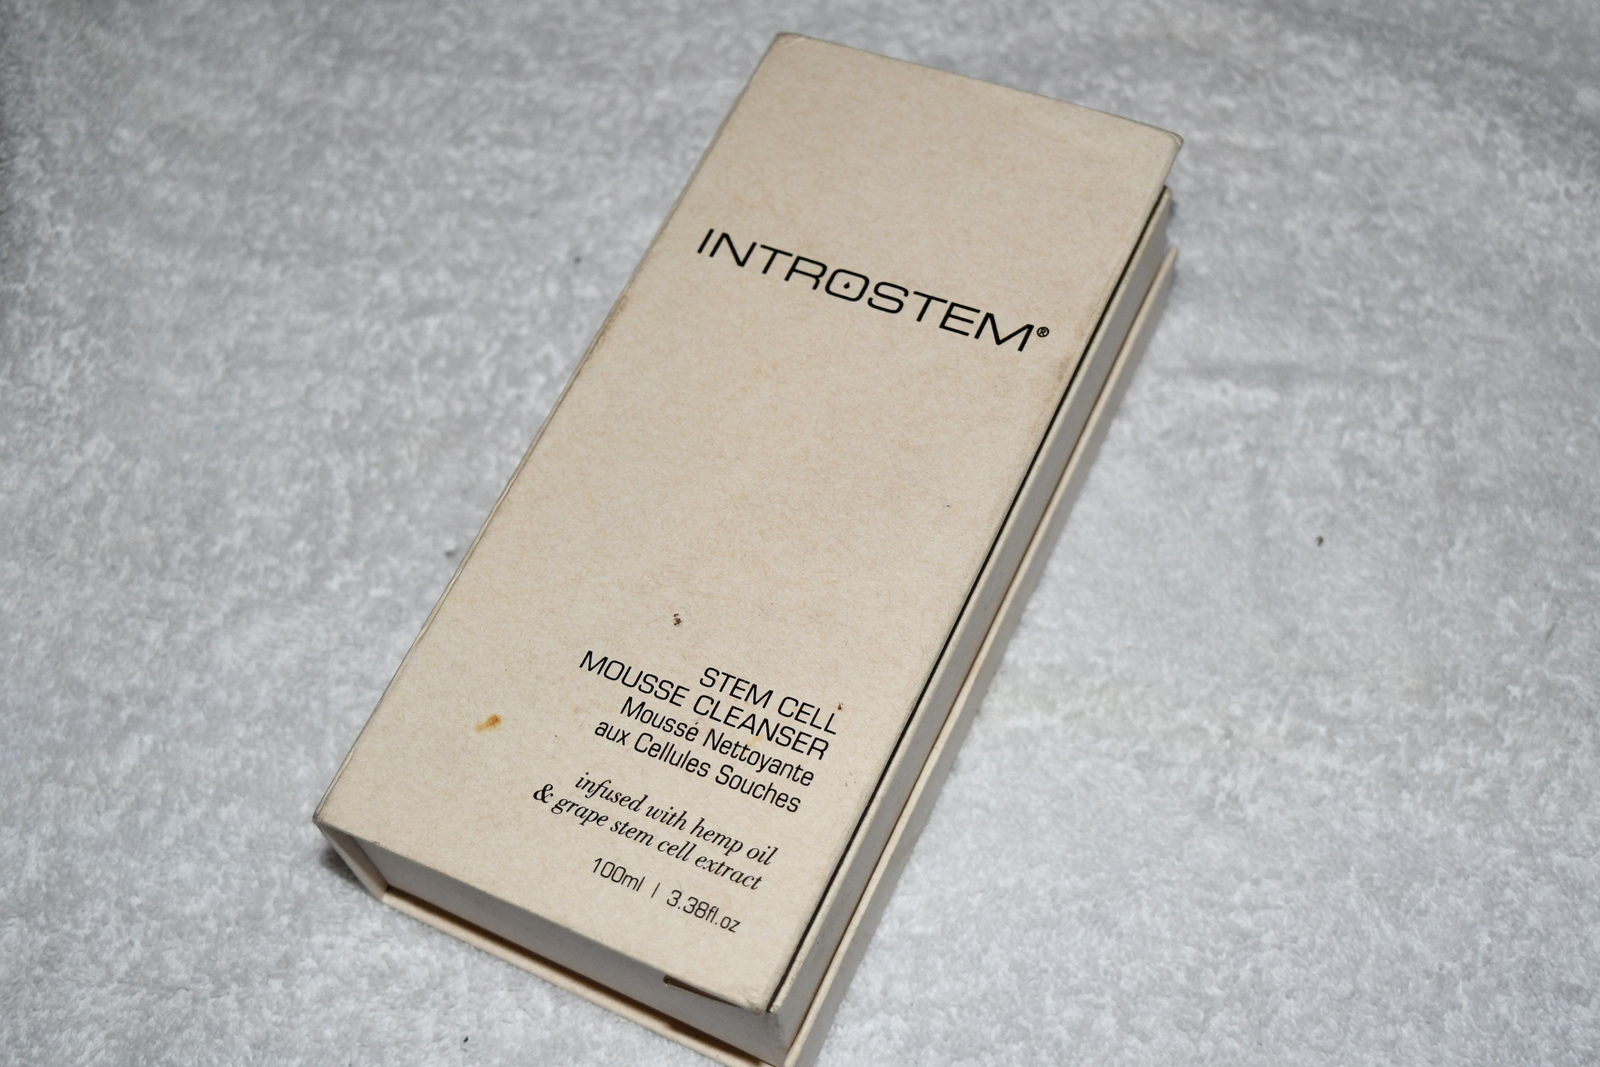 INTROSTEM®
STEM CELL
MOUSSE CLEANSER
Moussé Nettoyante
aux Cellules Souches
infused with hemp oil
& grape stem cell extract
100ml | 3.38fl.oz